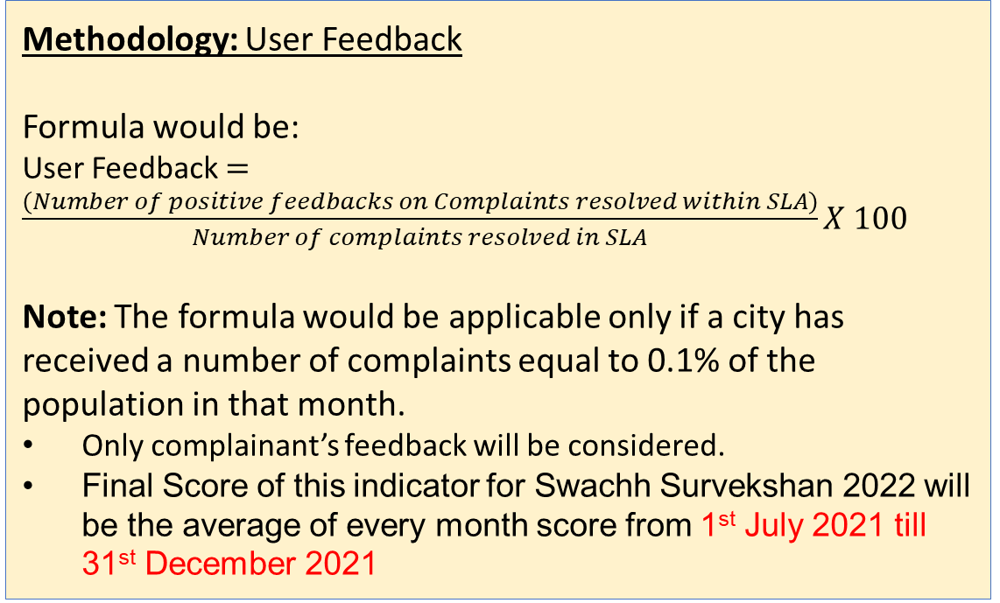 Methodology: User Feedback
Formula would be:
User Feedback =
(Number of positive feedbacks on Complaints resolved within SLA)
X 100
Number of complaints resolved in SLA
Note: The formula would be applicable only if a city has
received a number of complaints equal to 0.1% of the
population in that month.
• Only complainant’s feedback will be considered.
• Final Score of this indicator for Swachh Survekshan 2022 will
be the average of every month score from 1st July 2021 till
31st December 2021